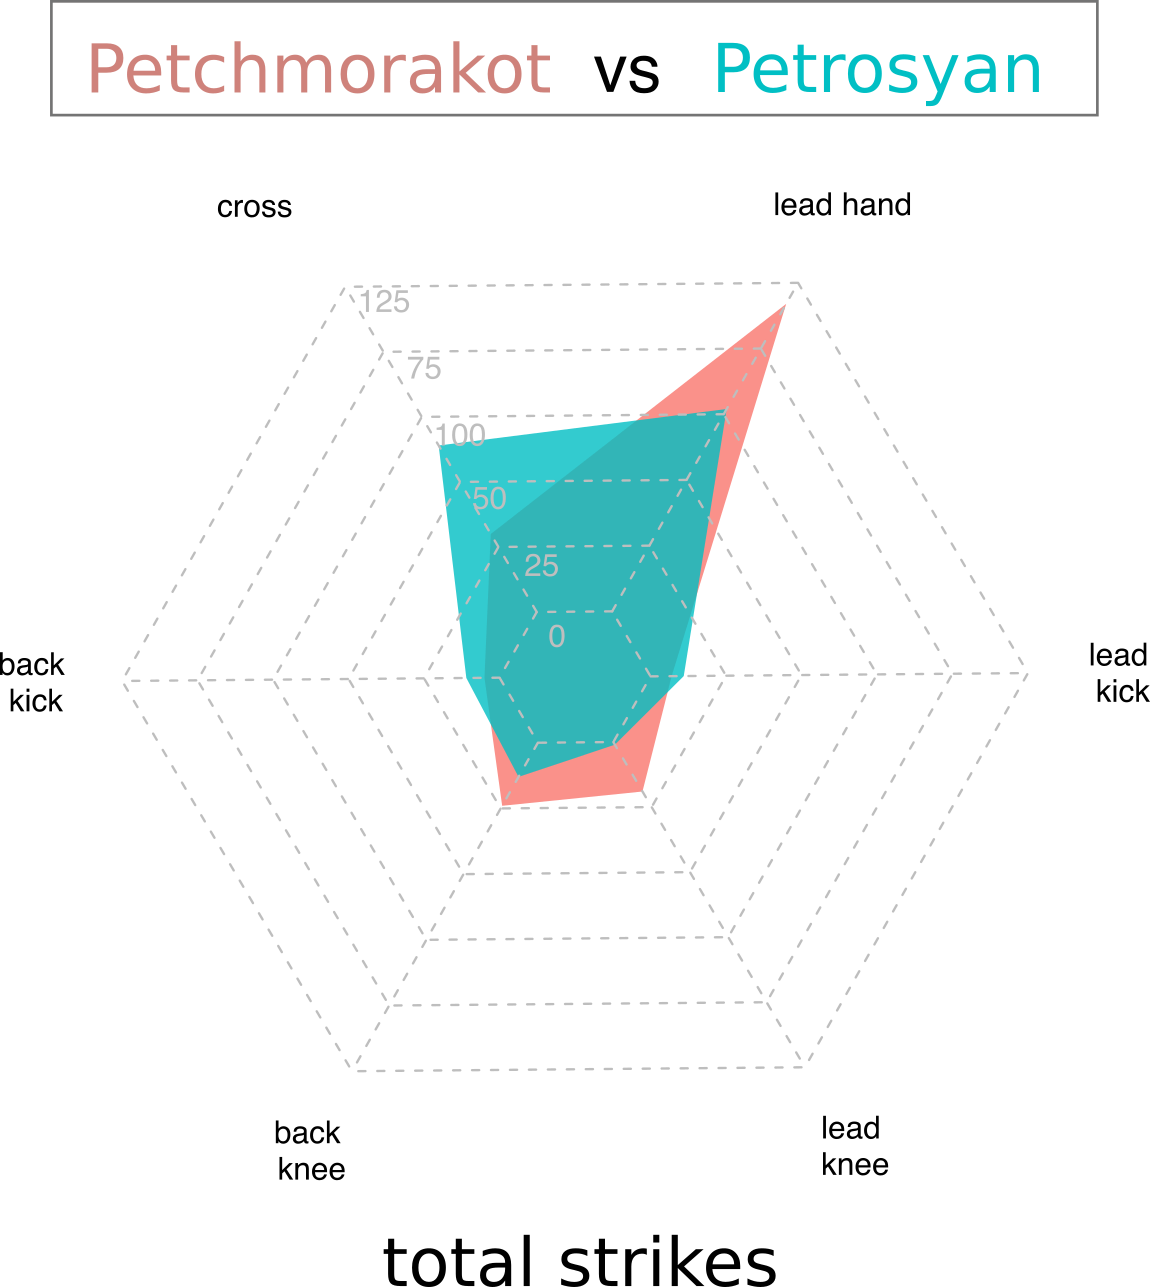 Petchmorakot vs Petrosyan
cross
lead hand
125
75
100
50
25
0
back
kick
lead
kick
back
knee
lead
knee
total strikes